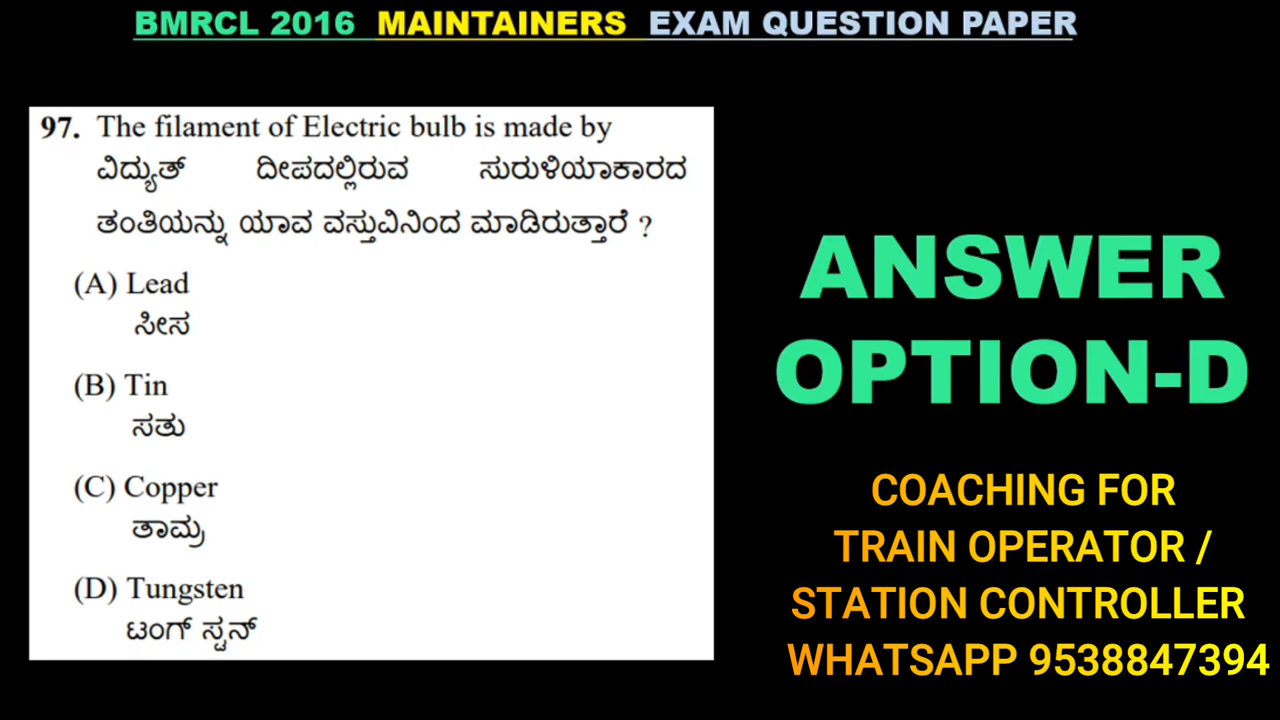 BMRCL 2016 MAINTAINERS EXAM QUESTION PAPER
97. The filament of Electric bulb is made by
ವಿದ್ಯುತ್ ದೀಪದಲ್ಲಿರುವ ಸುರುಳಿಯಾಕಾರದ
ತಂತಿಯನ್ನು ಯಾವ ವಸ್ತುವಿನಿಂದ ಮಾಡಿರುತ್ತಾರೆ ?
(A) Lead
ಸೀಸ
(B) Tin
ಸತು
(C) Copper
ತಾಮ್ರ
(D) Tungsten
ಟಂಗ್ ಸ್ಟನ್
ANSWER
OPTION-D
COACHING FOR
TRAIN OPERATOR /
STATION CONTROLLER
WHATSAPP 9538847394